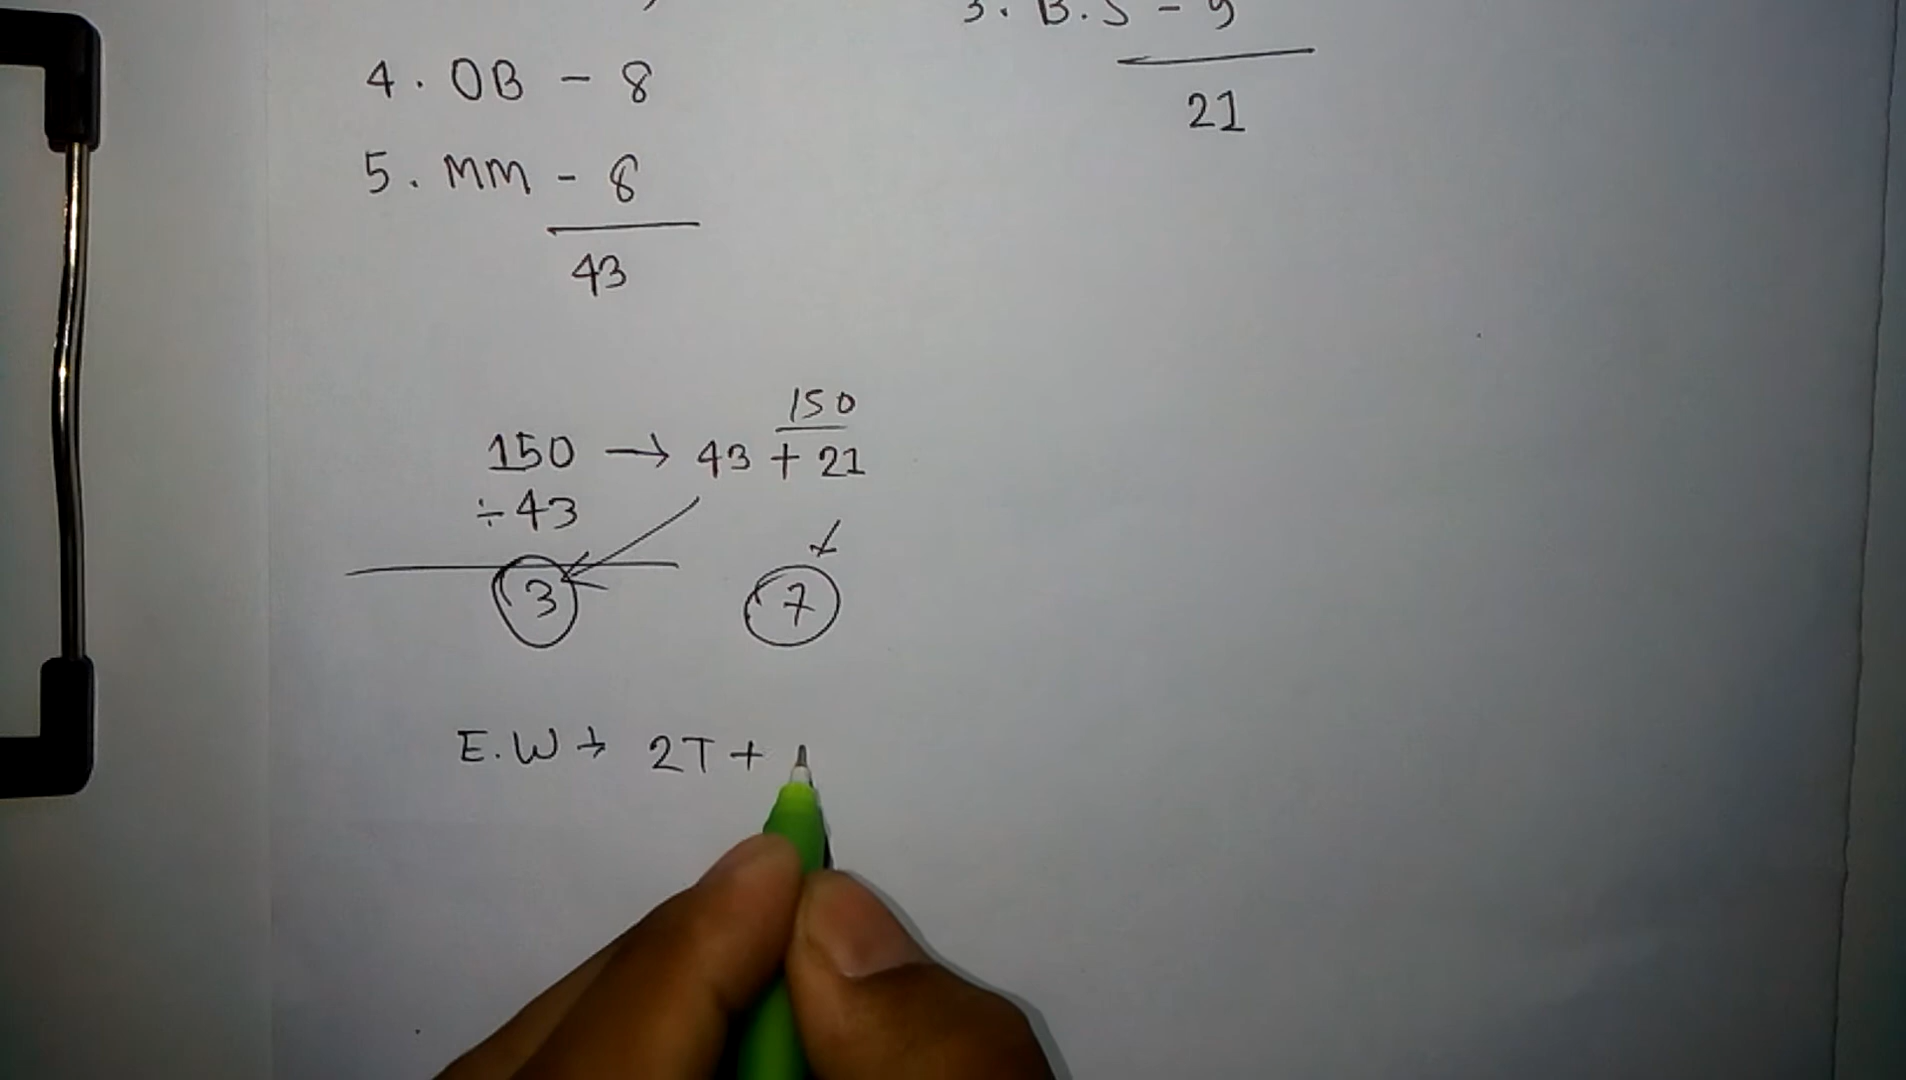 3. B.S - 9
4. OB - 8
21
5. MM - 8
43
150
150 → 43 + 21
÷43
3
7
E.W → 2T +